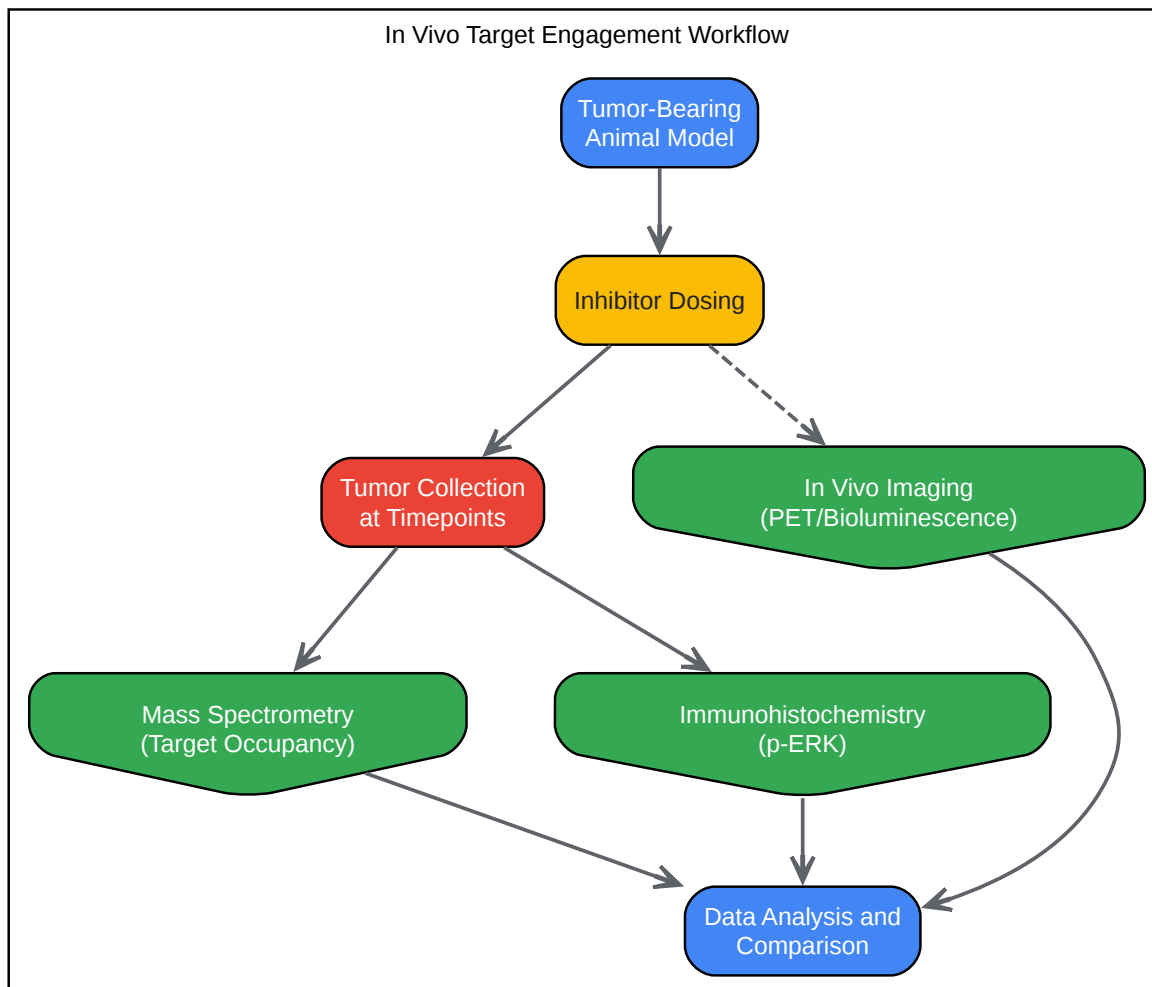 In Vivo Target Engagement Workflow
Tumor-Bearing
Animal Model
Inhibitor Dosing
Tumor Collection
at Timepoints
In Vivo Imaging
(PET/Bioluminescence)
Mass Spectrometry
(Target Occupancy)
Immunohistochemistry
(p-ERK)
Data Analysis and
Comparison